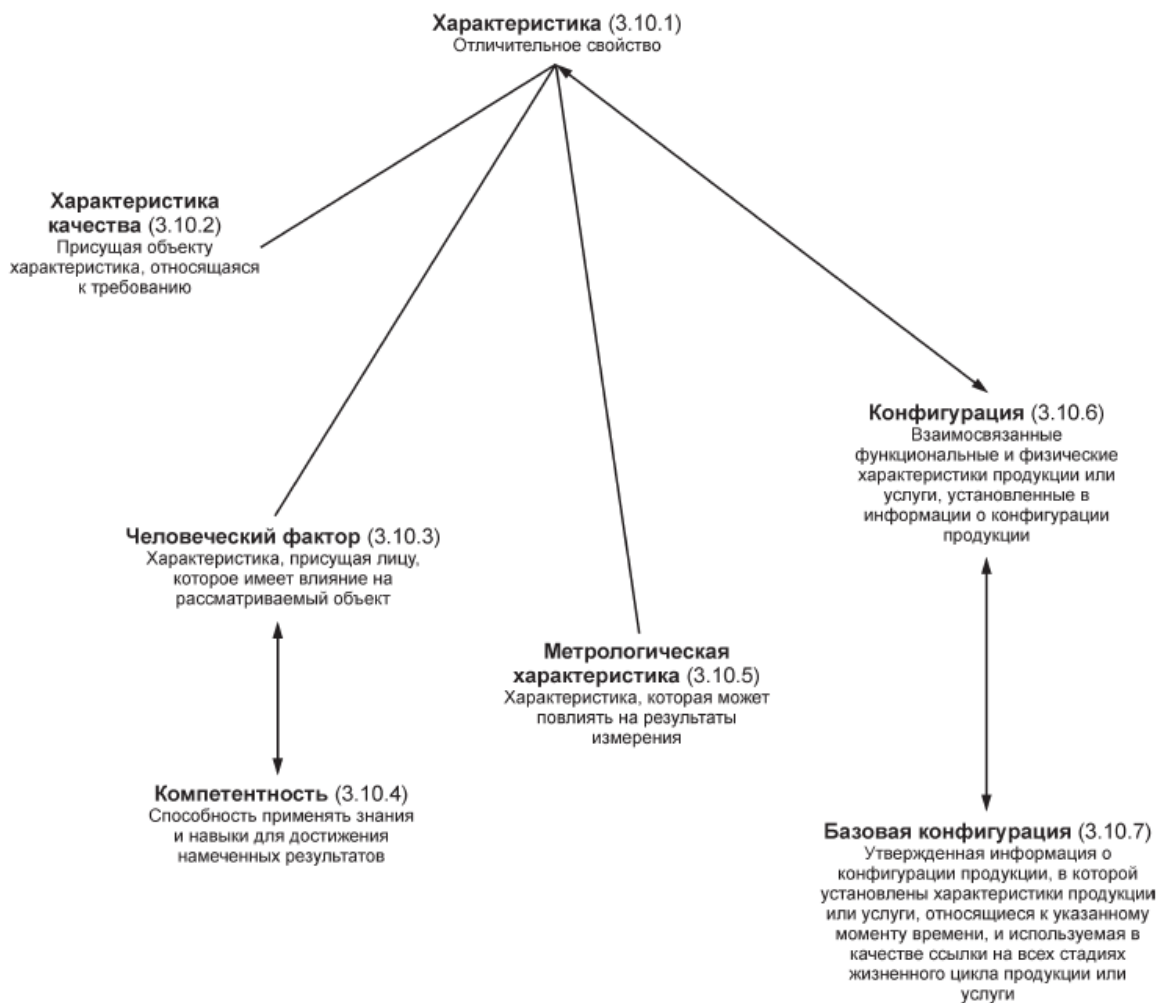 Характеристика (3.10.1)
Отличительное свойство
Характеристика
качества (3.10.2)
Присущая объекту
характеристика, относящаяся
к требованию
Конфигурация (3.10.6)
Взаимосвязанные
функциональные и физические
характеристики продукции или
услуги, установленные в
информации о конфигурации
продукции
Человеческий фактор (3.10.3)
Характеристика, присущая лицу,
которое имеет влияние на
рассматриваемый объект
Метрологическая
характеристика (3.10.5)
Характеристика, которая может
повлиять на результаты
измерения
Компетентность (3.10.4)
Способность применять знания
и навыки для достижения
намеченных результатов
Базовая конфигурация (3.10.7)
Утвержденная информация о
конфигурации продукции, в которой
установлены характеристики продукции
или услуги, относящиеся к указанному
моменту времени, и используемая в
качестве ссылки на всех стадиях
жизненного цикла продукции или
услуги